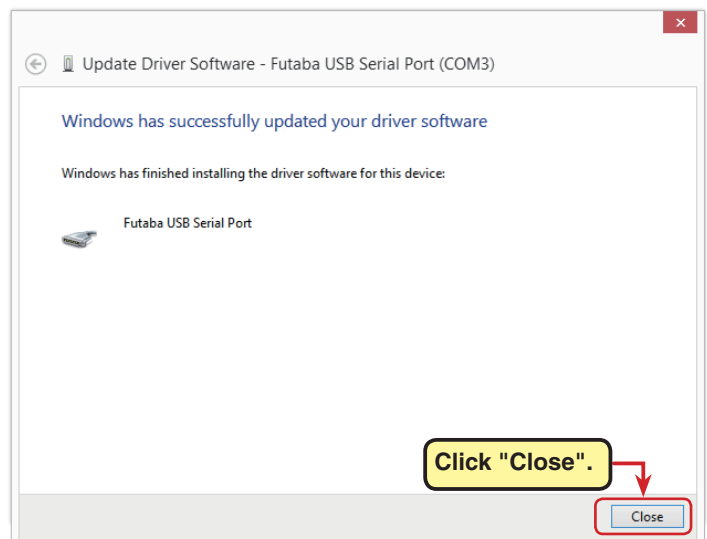 Update Driver Software - Futaba USB Serial Port (COM3)
Windows has successfully updated your driver software
Windows has finished installing the driver software for this device:
Futaba USB Serial Port
Click "Close".
Close